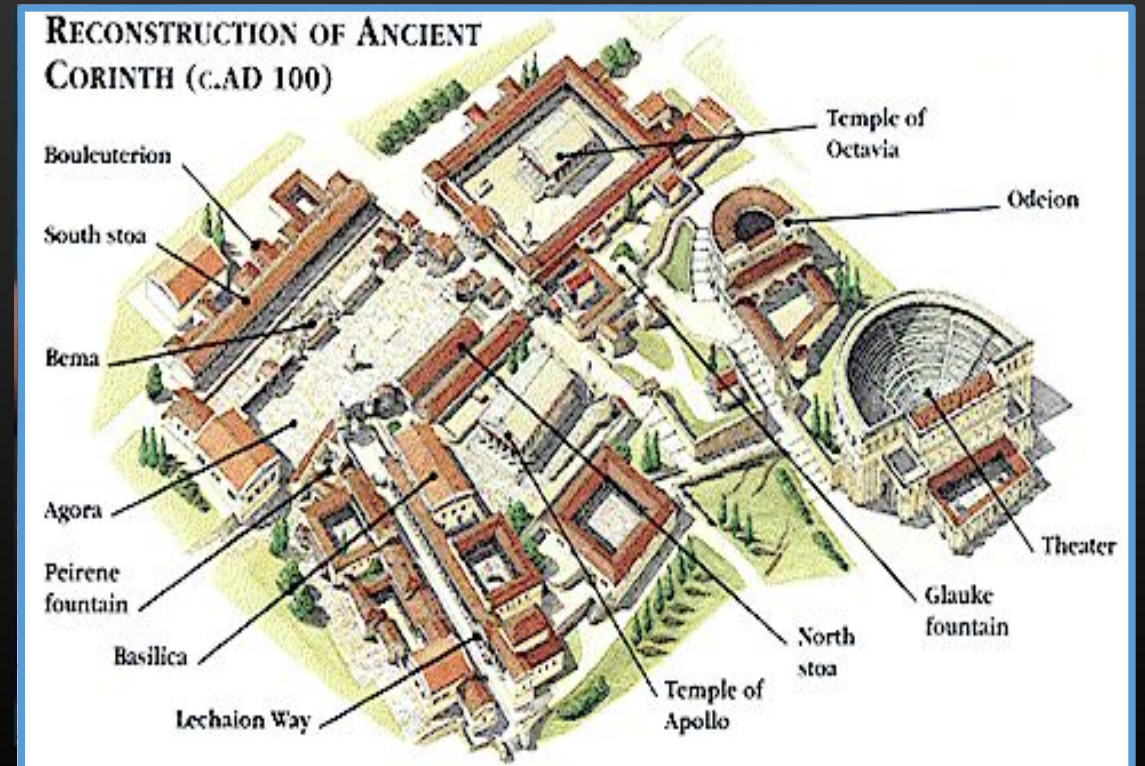 RECONSTRUCTION OF ANCIENT
CORINTH (C.AD 100)
Bouleuterion
South stoa
Bema
Agora
Peirene
fountain
Basilica
Lechaion Way
Temple of
Octavia
Odeion
Theater
Glauke
fountain
North
stoa
Temple of
Apollo